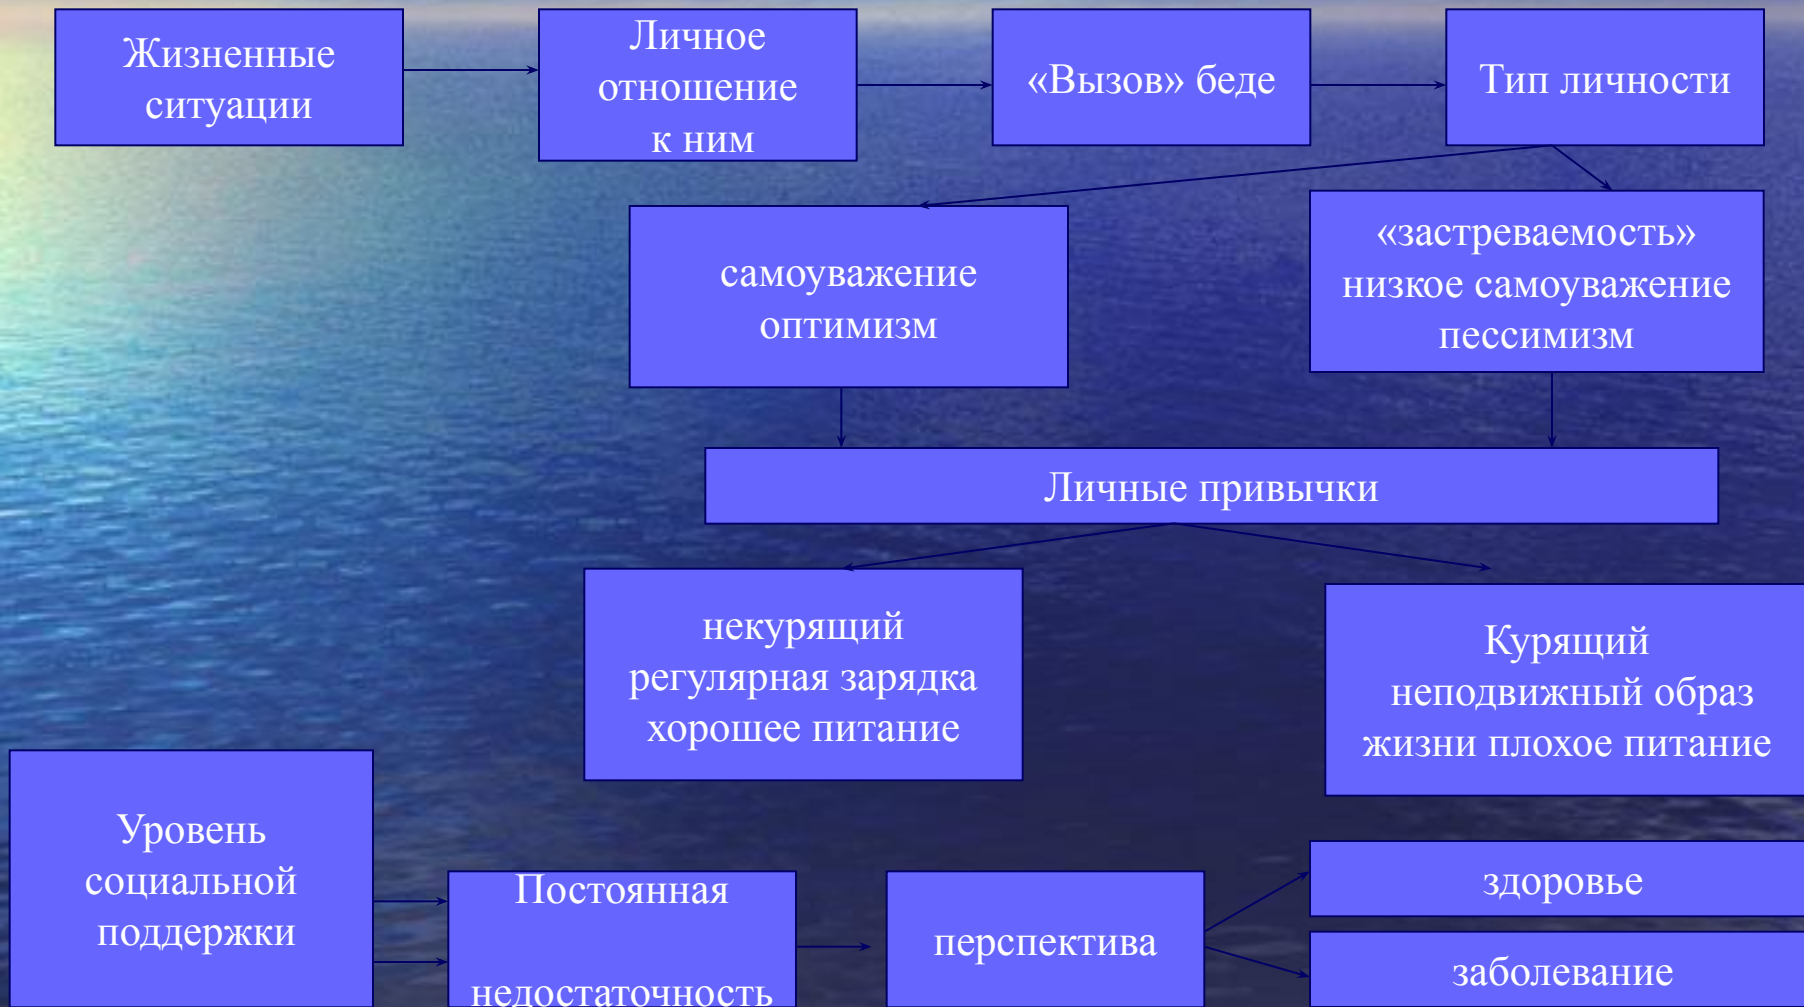 Жизненные
ситуации
Личное
отношение
к ним
«Вызов» беде
Тип личности
самоуважение
оптимизм
«застреваемость»
низкое самоуважение
пессимизм
Личные привычки
некурящий
регулярная зарядка
хорошее питание
Курящий
неподвижный образ
жизни плохое питание
Уровень
социальной
поддержки
Постоянная
недостаточность
перспектива
здоровье
заболевание